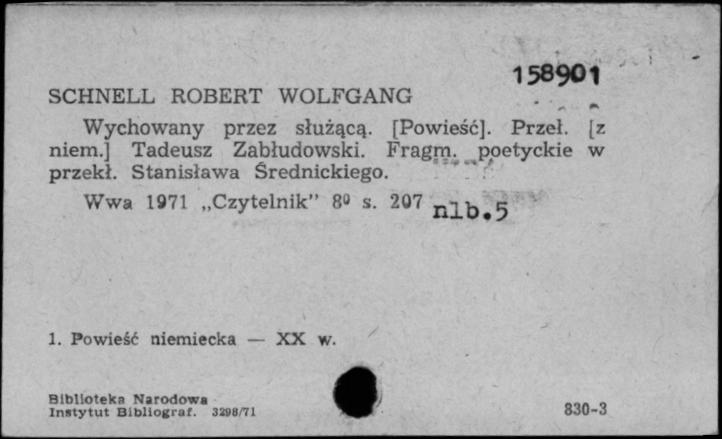 158901
SCHNELL ROBERT WOLFGANG
Wychowany przez służącą. [Powieść]. Przeł. [z
niem.] Tadeusz Zabłudowski. Fragm. poetyckie w
przekł. Stanisława Średnickiego.
Wwa 1971 „Czytelnik” 8⁰ s. 207 nlb.5
1. Powieść niemiecka — XX w.
Biblioteka Narodowa
Instytut Bibliograf. 3298/71
830-3